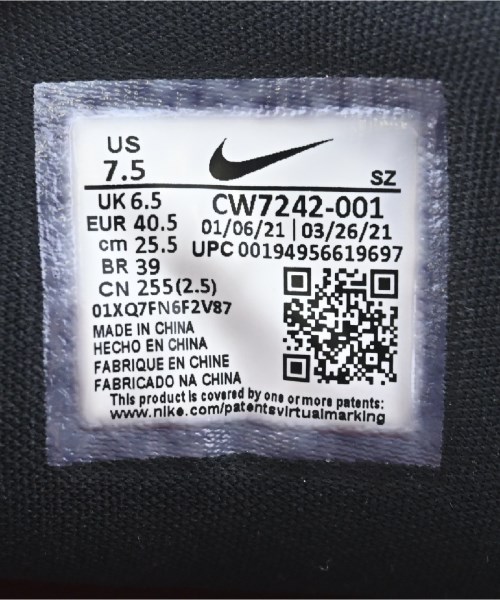 US
7.5
SZ
UK 6.5
CW7242-001
EUR 40.5
01/06/21 | 03/26/21
cm 25.5
UPC 00194956619697
BR 39
CN 255(2.5)
01XQ7FN6F2V87
MADE IN CHINA
HECHO EN CHINA
FABRIQUE EN CHINE
FABRICADO NA CHINA
This product is covered by one or more patents:
www.nike.com/patentsvirtualmarking